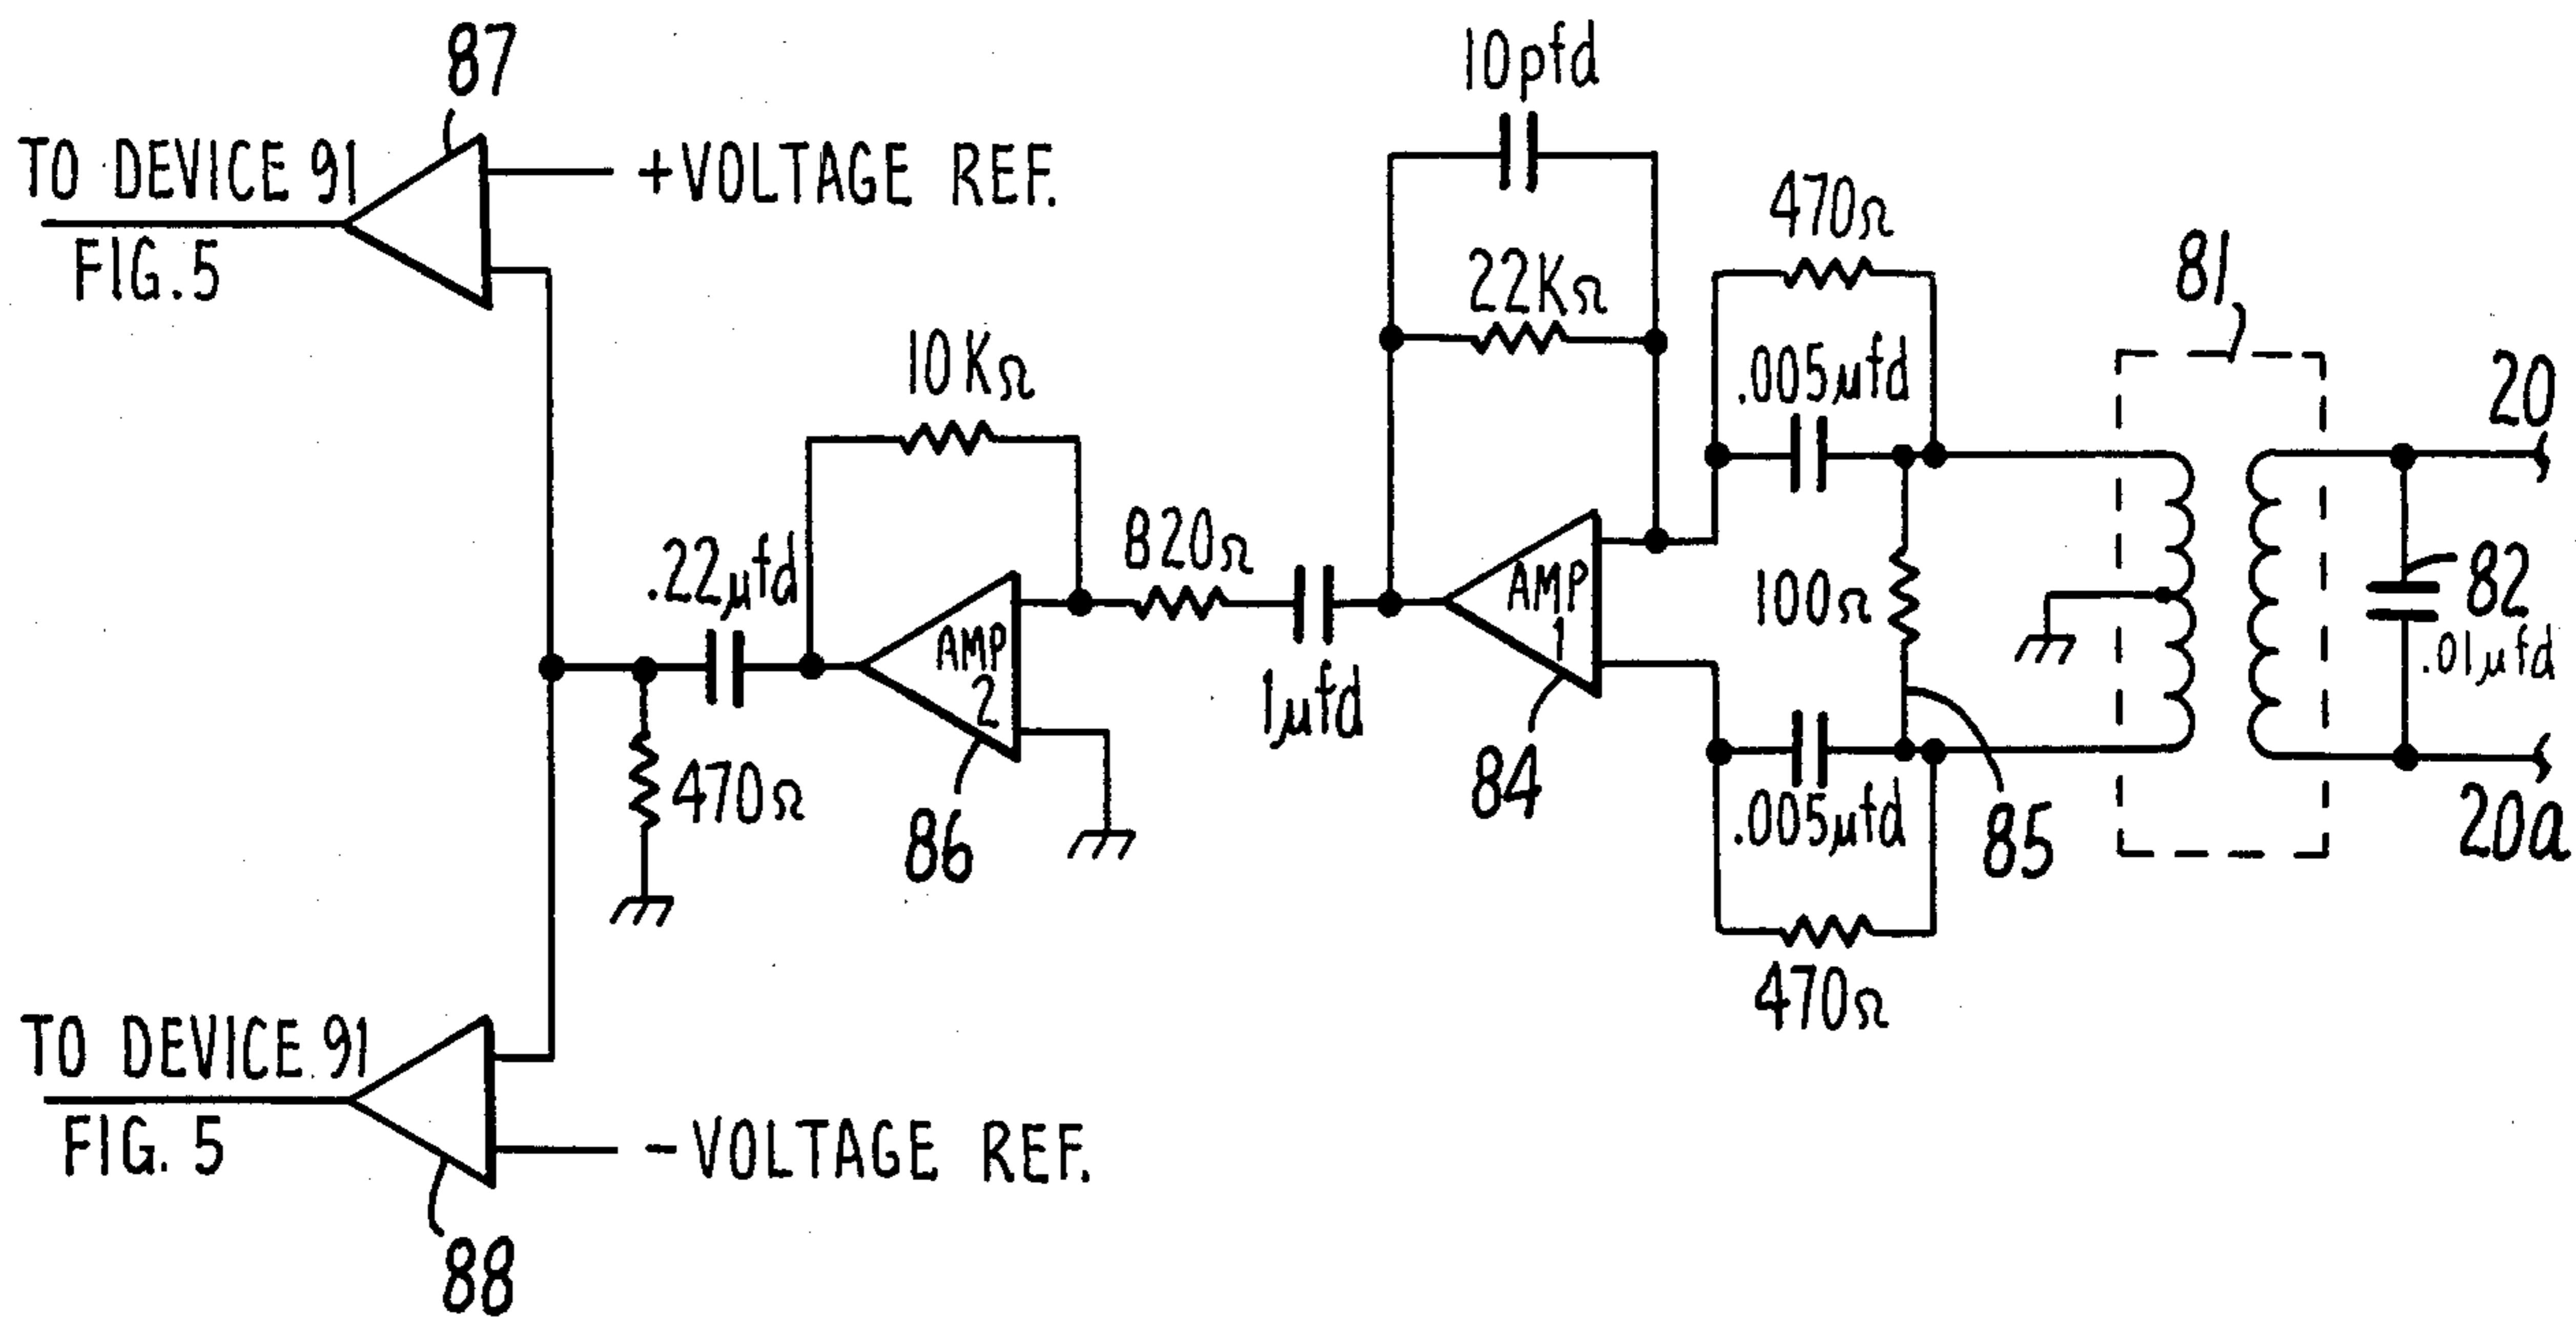 87
TO DEVICE 91
FIG. 5
+VOLTAGE REF.
10pfd
22KΩ
470Ω
.005μfd
81
20
10KΩ
820Ω
.22μfd
AMP
2
AMP
1
100Ω
82
.01μfd
1μfd
84
470Ω
86
.005μfd
85
20a
470Ω
TO DEVICE 91
FIG. 5
-VOLTAGE REF.
88